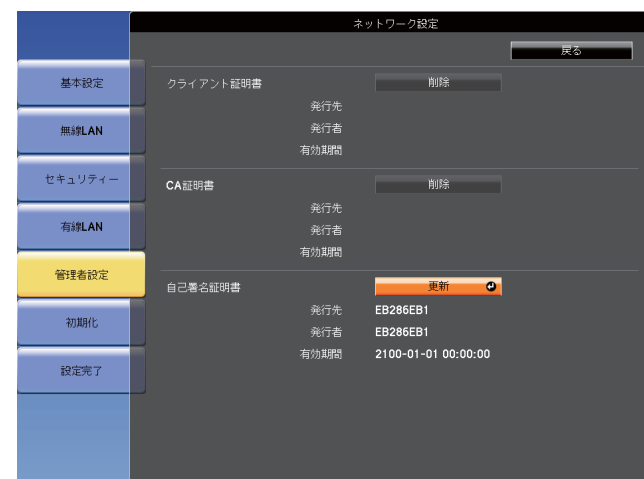 ネットワーク設定
戻る
基本設定
無線LAN
セキュリティー
有線LAN
管理者設定
初期化
設定完了
クライアント証明書 削除
発行先
発行者
有効期間
CA証明書 削除
発行先
発行者
有効期間
自己署名証明書 更新
発行先 EB286EB1
発行者 EB286EB1
有効期間 2100-01-01 00:00:00